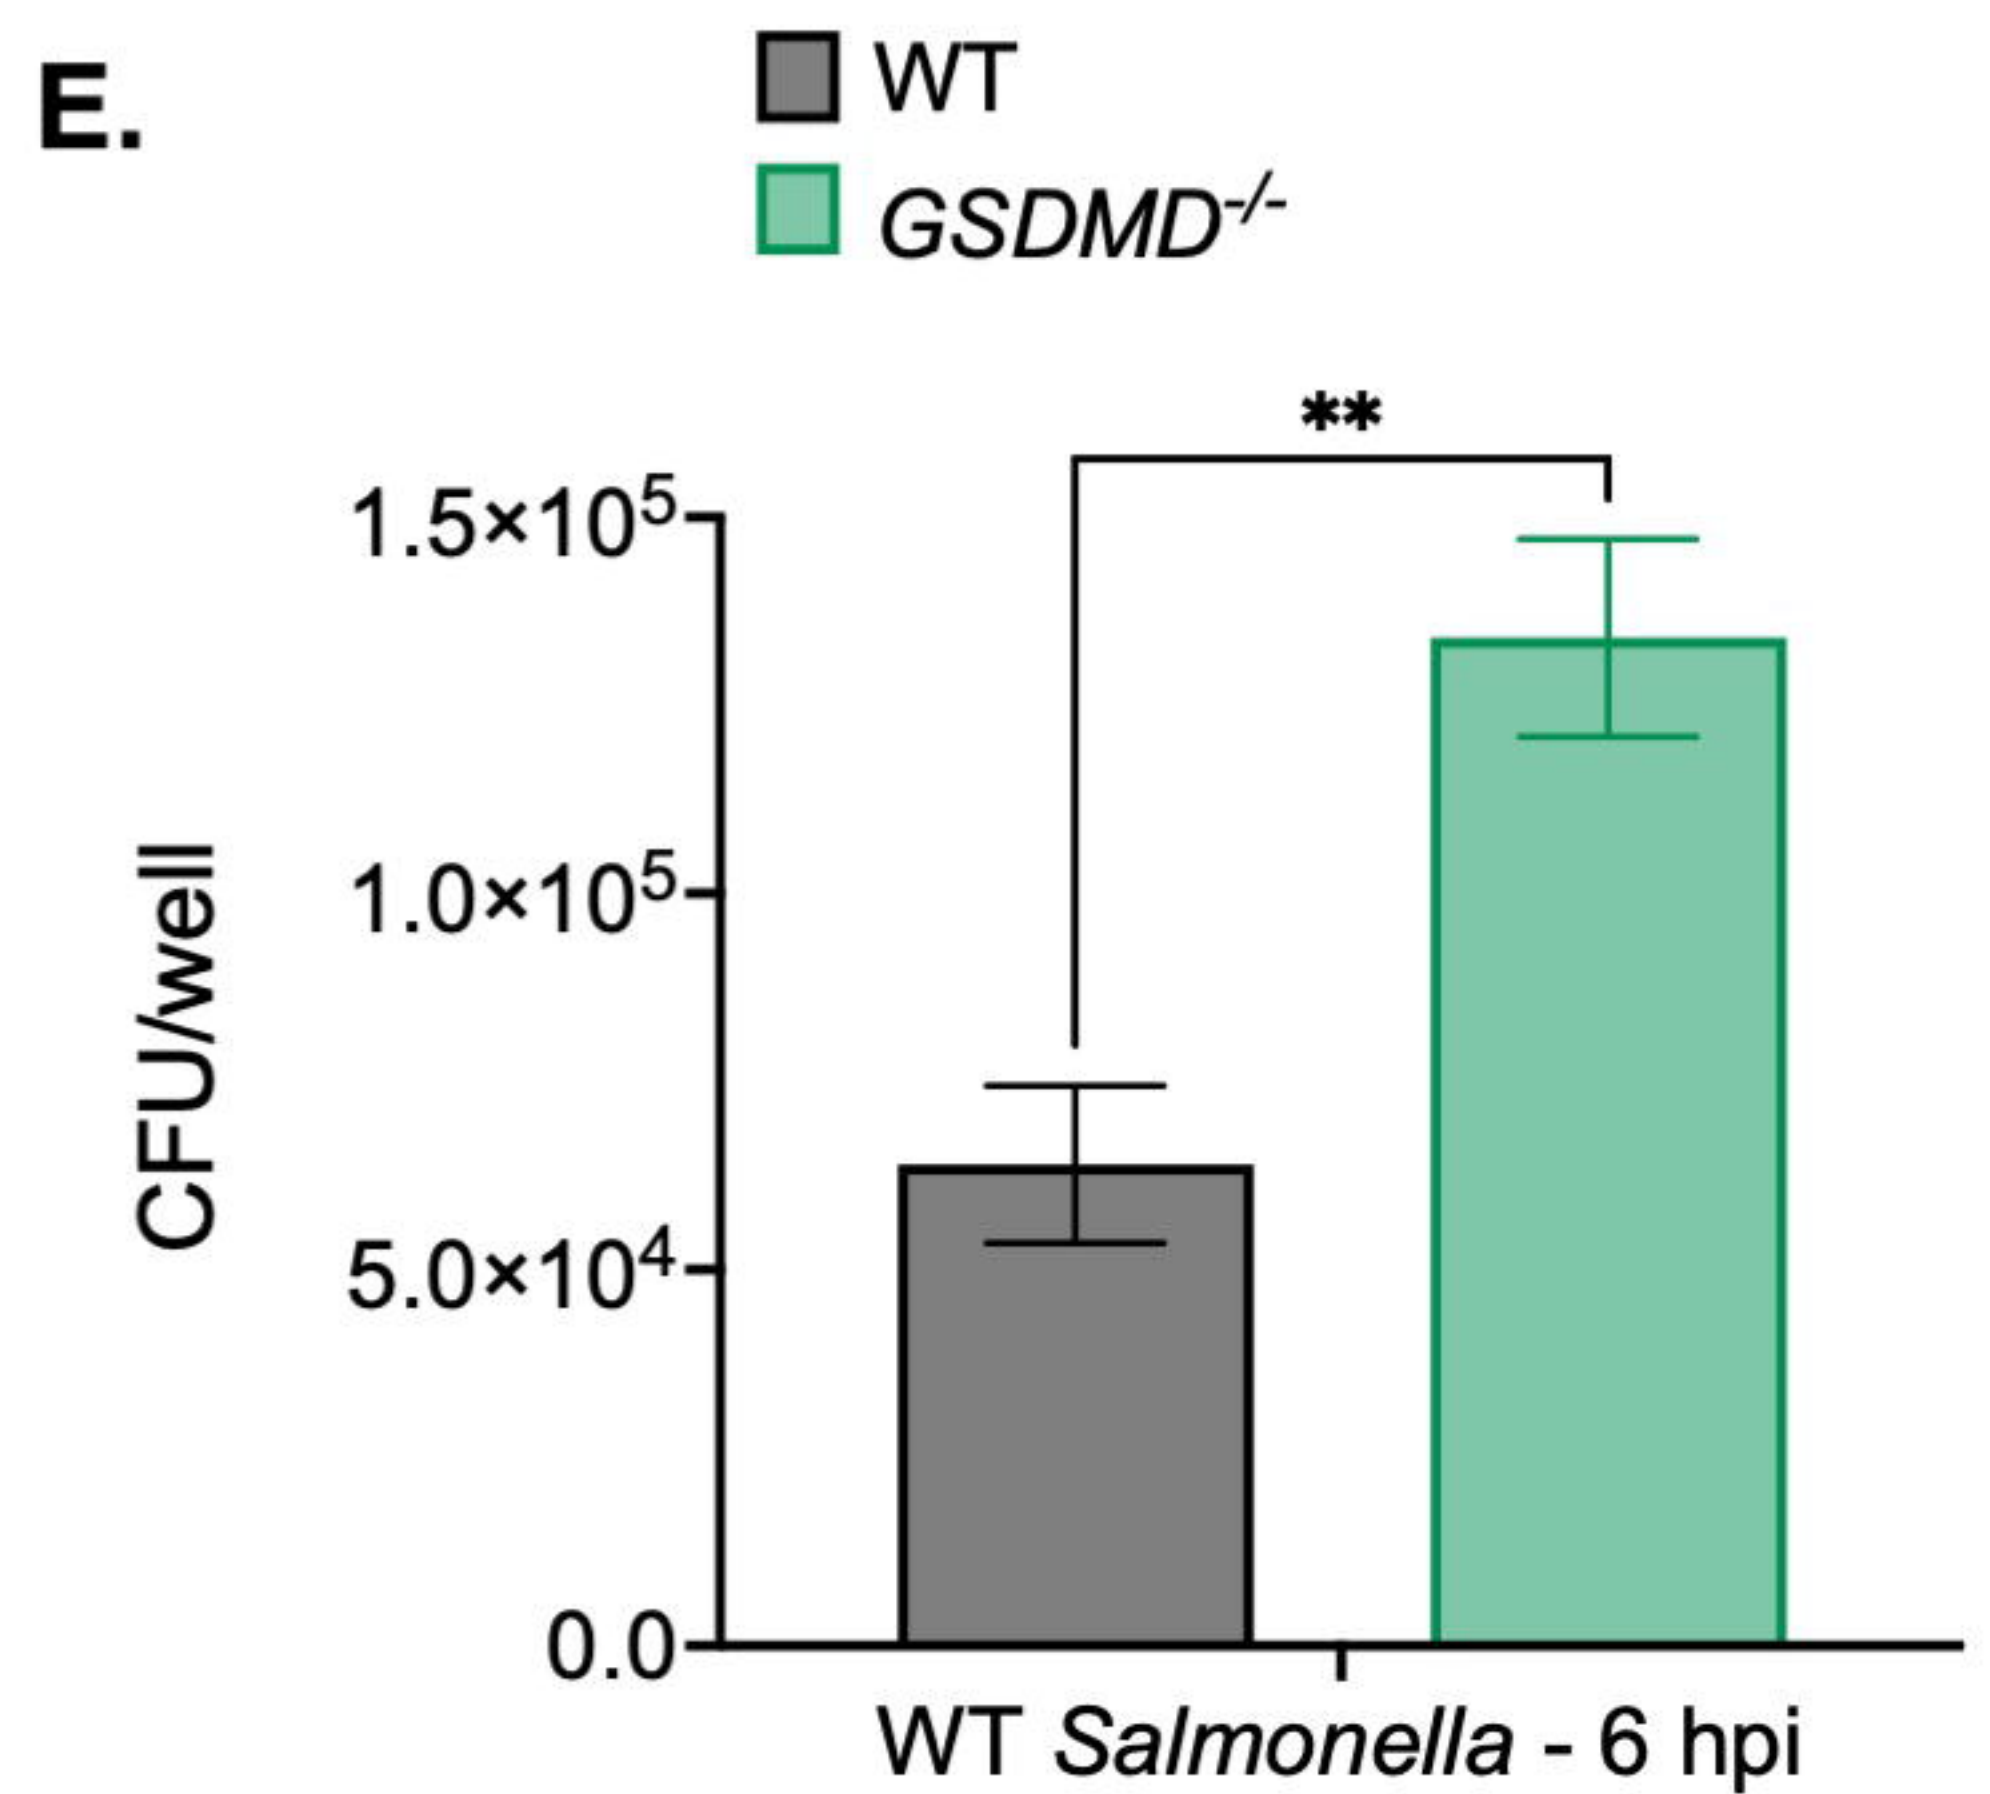 E.
WT
GSDMD-/-
**
1.5×10⁵
1.0×10⁵
5.0×10⁴
0.0
CFU/well
WT Salmonella - 6 hpi